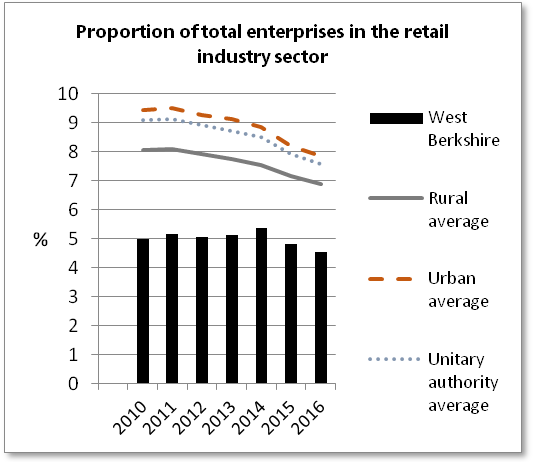 Proportion of total enterprises in the retail
industry sector
10
9
8
7
6
5
4
3
2
1
0
%
2010
2011
2012
2013
2014
2015
2016
West
Berkshire
Rural
average
Urban
average
Unitary
authority
average